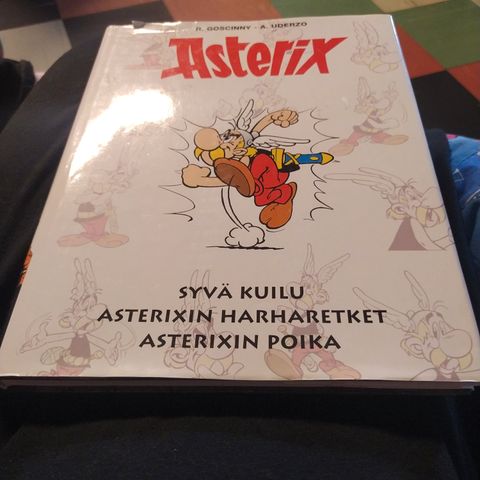 R. GOSCINNY - A. UDERZO
Asterix
SYVÄ KUILU
ASTERIXIN HARHARETKET
ASTERIXIN POIKA